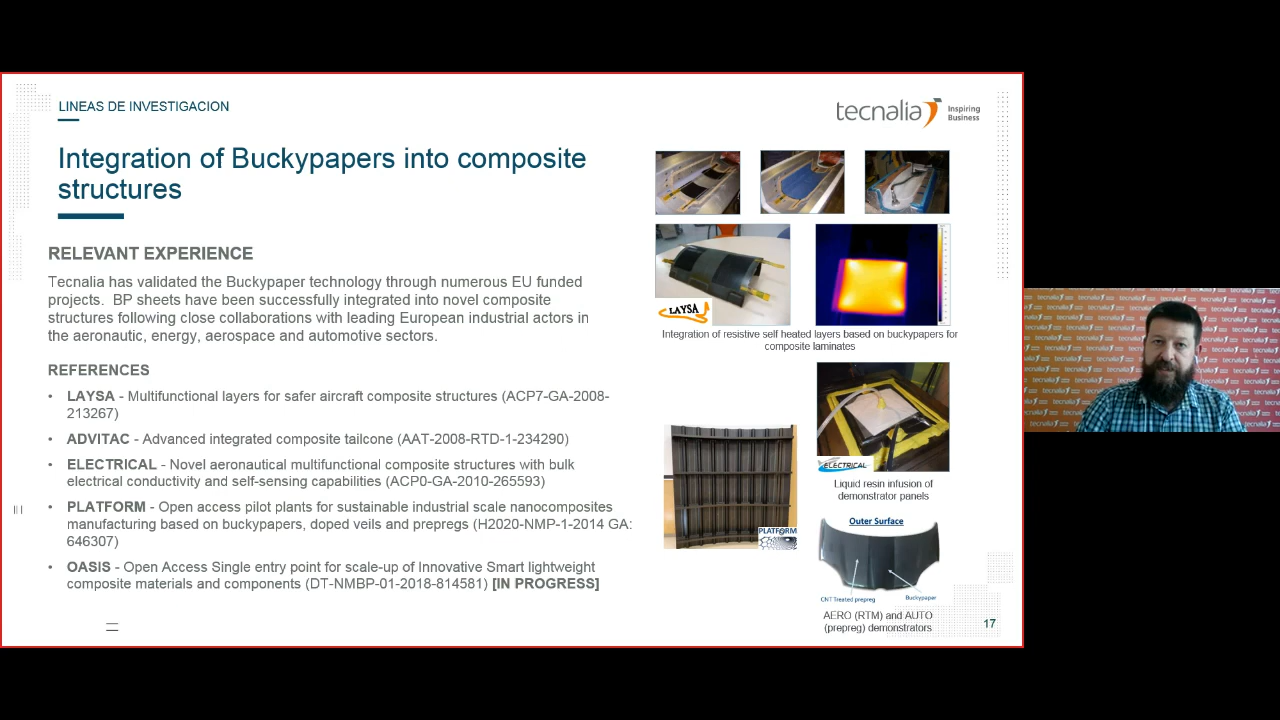 LINEAS DE INVESTIGACION
tecnalia Inspiring
Business
Integration of Buckypapers into composite
structures
RELEVANT EXPERIENCE
Tecnalia has validated the Buckypaper technology through numerous EU funded
projects. BP sheets have been successfully integrated into novel composite
structures following close collaborations with leading European industrial actors in
the aeronautic, energy, aerospace and automotive sectors.
REFERENCES
• LAYSA - Multifunctional layers for safer aircraft composite structures (ACP7-GA-2008-
213267)
• ADVITAC - Advanced integrated composite tailcone (AAT-2008-RTD-1-234290)
• ELECTRICAL - Novel aeronautical multifunctional composite structures with bulk
electrical conductivity and self-sensing capabilities (ACP0-GA-2010-265593)
• PLATFORM - Open access pilot plants for sustainable industrial scale nanocomposites
manufacturing based on buckypapers, doped veils and prepregs (H2020-NMP-1-2014 GA:
646307)
• OASIS - Open Access Single entry point for scale-up of Innovative Smart lightweight
composite materials and components (DT-NMBP-01-2018-814581) [IN PROGRESS]
LAYSA
Integration of resistive self heated layers based on buckypapers for
composite laminates
ELECTRICAL
Liquid resin infusion of
demonstrator panels
PLATFORM
Outer Surface
CNT Treated prepreg
Buckypaper
AERO (RTM) and AUTO
(prepreg) demonstrators
17
tecnalia